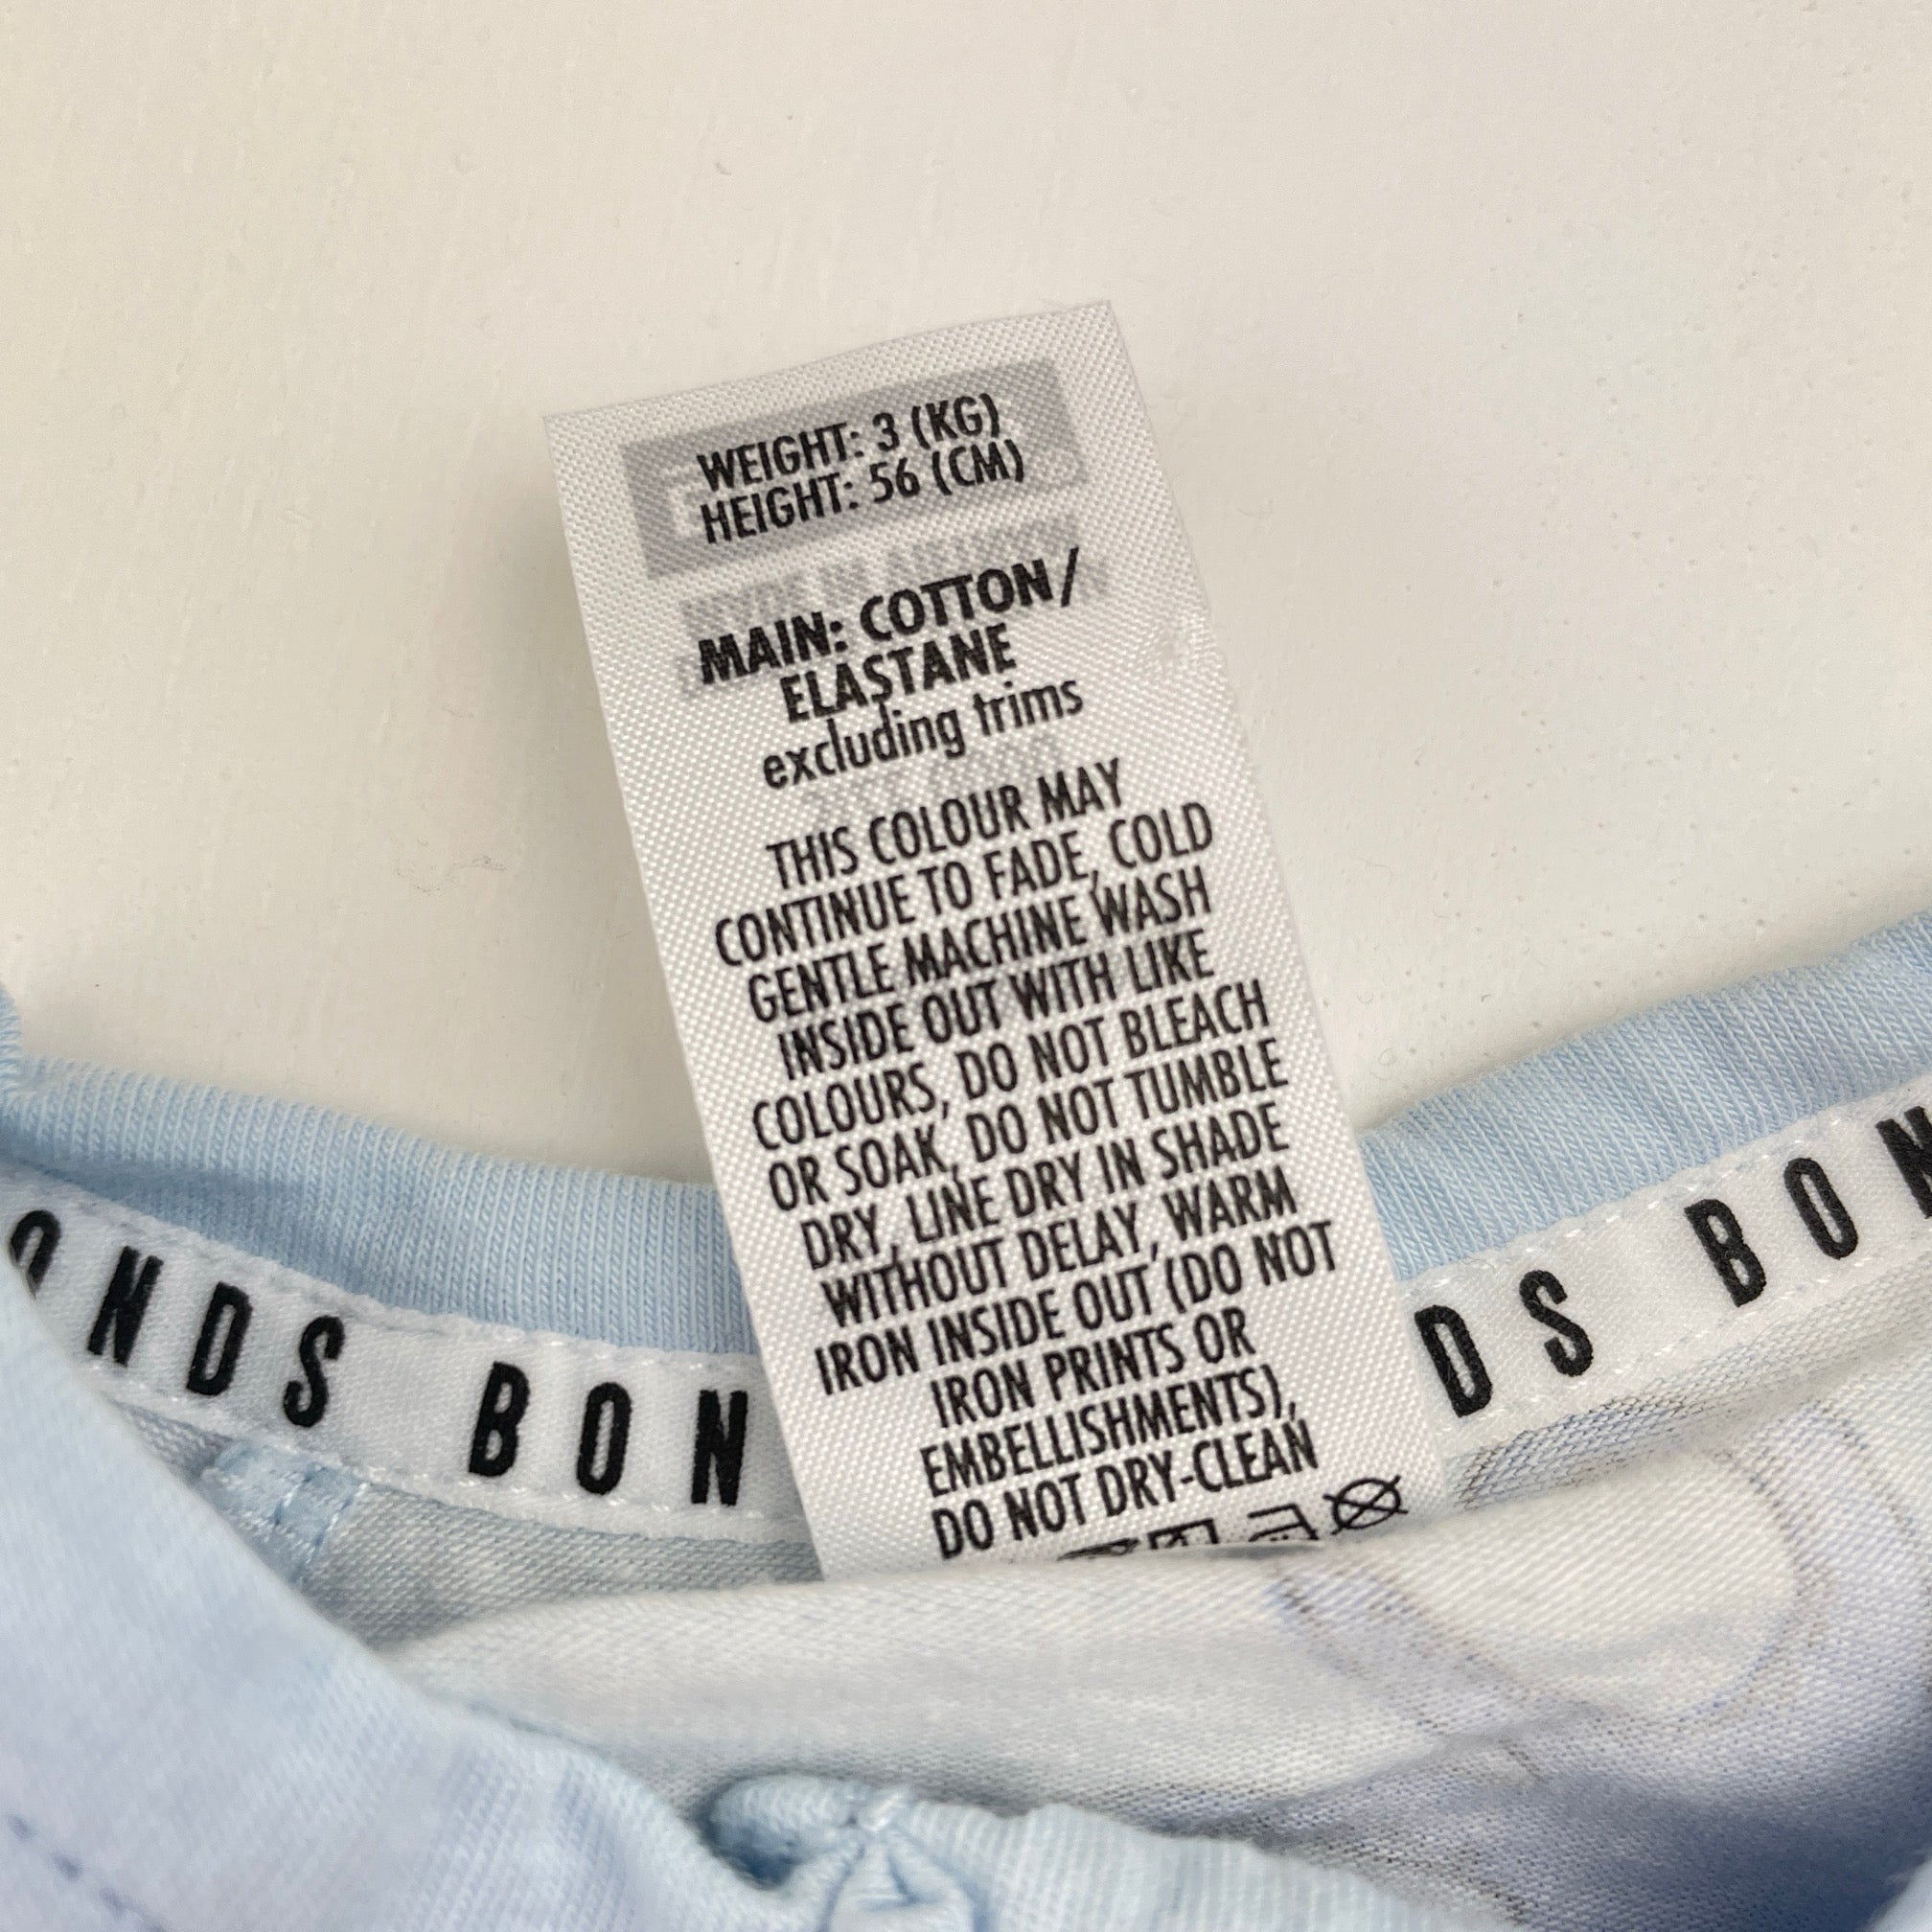 WEIGHT: 3 (KG)
HEIGHT: 56 (CM)
MAIN: COTTON/
ELASTANE
excluding trims
THIS COLOUR MAY
CONTINUE TO FADE, COLD
GENTLE MACHINE WASH
INSIDE OUT WITH LIKE
COLOURS, DO NOT BLEACH
OR SOAK, DO NOT TUMBLE
DRY, LINE DRY IN SHADE
WITHOUT DELAY, WARM
IRON INSIDE OUT (DO NOT
IRON PRINTS OR
EMBELLISHMENTS),
DO NOT DRY-CLEAN
ONDS BON
DS BON